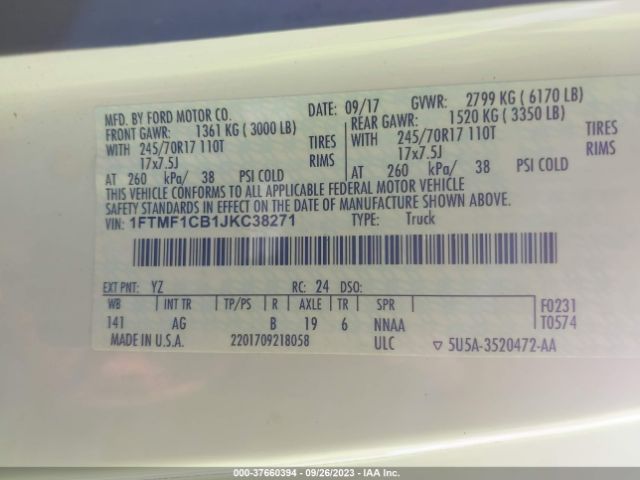 MFD. BY FORD MOTOR CO. DATE: 09/17 GVWR: 2799 KG ( 6170 LB)
FRONT GAWR: 1361 KG ( 3000 LB) REAR GAWR: 1520 KG ( 3350 LB)
WITH 245/70R17 110T TIRES WITH 245/70R17 110T TIRES
17x7.5J RIMS 17x7.5J RIMS
AT 260 kPa/ 38 PSI COLD AT 260 kPa/ 38 PSI COLD
THIS VEHICLE CONFORMS TO ALL APPLICABLE FEDERAL MOTOR VEHICLE
SAFETY STANDARDS IN EFFECT ON THE DATE OF MANUFACTURE SHOWN ABOVE.
VIN: 1FTMF1CB1JKC38271 TYPE: Truck
EXT PNT: YZ RC: 24 DSO:
WB INT TR TP/PS R AXLE TR SPR F0231
141 AG B 19 6 NNAA T0574
MADE IN U.S.A. 2201709218058 ULC ▽ 5U5A-3520472-AA
000-37660394 - 09/26/2023 - IAA Inc.